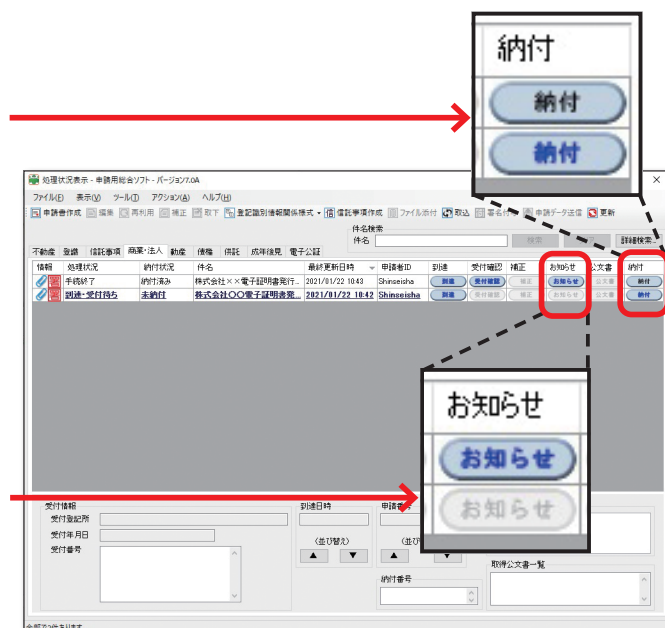 納付
納付
納付
処理状況表示 - 申請用総合ソフト - バージョン7.0A
ファイル(F) 表示(V) ツール(T) アクション(A) ヘルプ(H)
申請書作成 編集 再利用 補正 取下 登記識別情報関係様式 信託事項作成 ファイル添付 取込 署名付与 申請データ送信 更新
件名検索
件名 検索 詳細検索...
不動産 登録 信託事項 商業・法人 動産 債権 供託 成年後見 電子公証
情報 処理状況 納付状況 件名 最終更新日時 申請者ID 到達 受付確認 補正 お知らせ 公文書 納付
手続終了 納付済み 株式会社××電子証明書発行... 2021/01/22 10:43 Shinseisha 到達 受付確認 補正 お知らせ 公文書 納付
到達・受付待ち 未納付 株式会社〇〇電子証明書発... 2021/01/22 10:42 Shinseisha 到達 受付確認 補正 お知らせ 公文書 納付
お知らせ
お知らせ
お知らせ
受付情報 到達日時 申請番号
受付登記所
受付年月日 (並び替え) (並び
受付番号 ▲ ▼ ▲ ▼
取得公文書一覧
納付番号
全部で2件あります